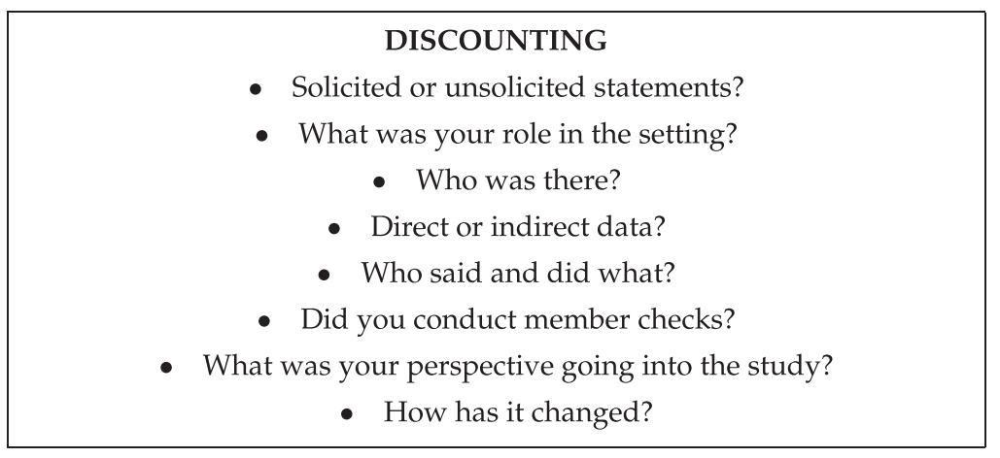 DISCOUNTING
• Solicited or unsolicited statements?
• What was your role in the setting?
• Who was there?
• Direct or indirect data?
• Who said and did what?
• Did you conduct member checks?
• What was your perspective going into the study?
• How has it changed?